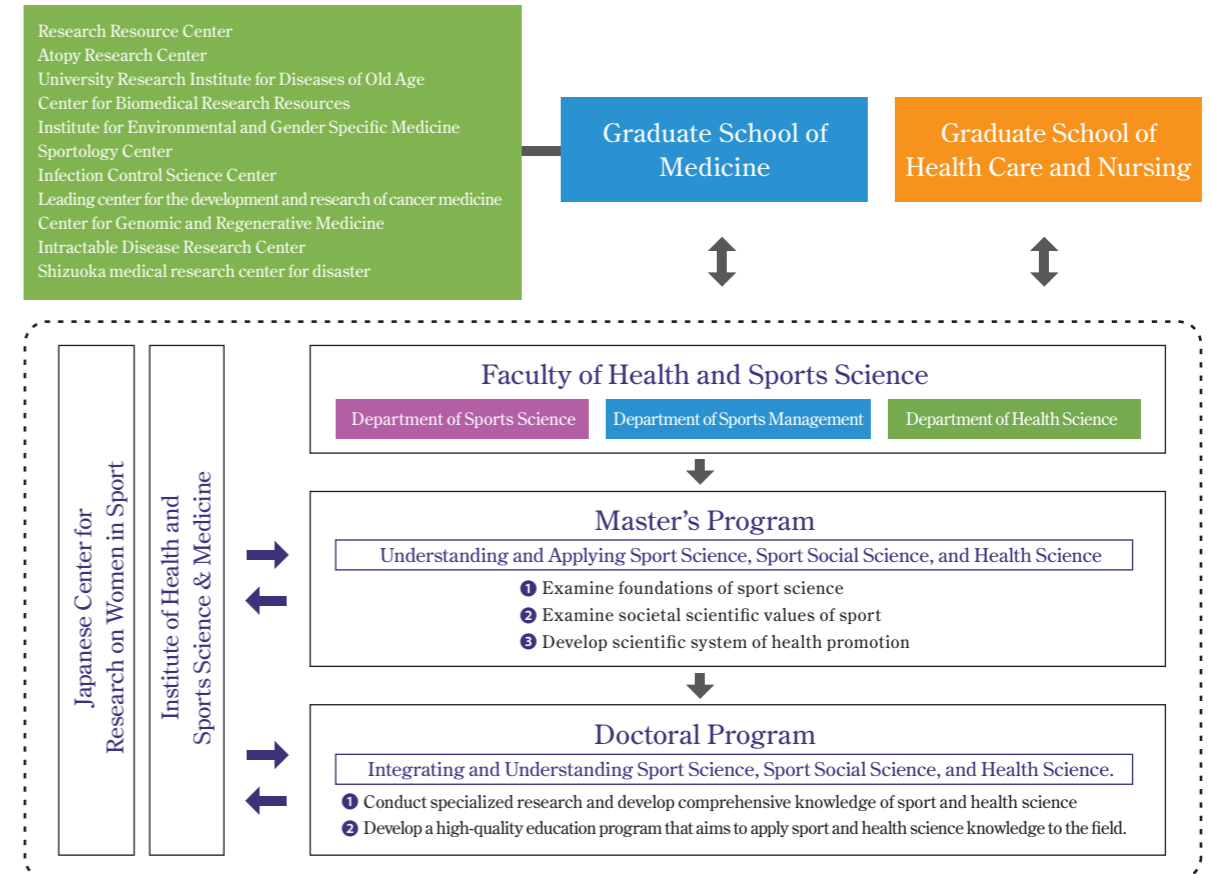 Research Resource Center
Atopy Research Center
University Research Institute for Diseases of Old Age
Center for Biomedical Research Resources
Institute for Environmental and Gender Specific Medicine
Sportology Center
Infection Control Science Center
Leading center for the development and research of cancer medicine
Center for Genomic and Regenerative Medicine
Intractable Disease Research Center
Shizuoka medical research center for disaster
Graduate School of
Medicine
Graduate School of
Health Care and Nursing
Japanese Center for
Research on Women in Sport
Institute of Health and
Sports Science & Medicine
Faculty of Health and Sports Science
Department of Sports Science
Department of Sports Management
Department of Health Science
Master’s Program
Understanding and Applying Sport Science, Sport Social Science, and Health Science
❶ Examine foundations of sport science
❷ Examine societal scientific values of sport
❸ Develop scientific system of health promotion
Doctoral Program
Integrating and Understanding Sport Science, Sport Social Science, and Health Science.
❶ Conduct specialized research and develop comprehensive knowledge of sport and health science
❷ Develop a high-quality education program that aims to apply sport and health science knowledge to the field.